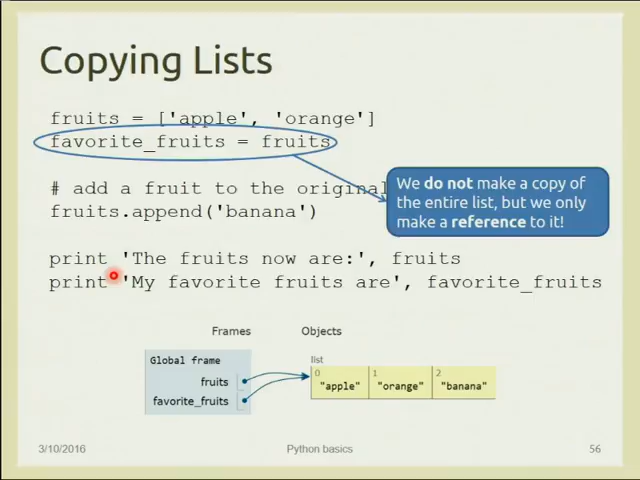 Copying Lists
fruits = ['apple', 'orange']
favorite_fruits = fruits
# add a fruit to the original
fruits.append('banana')
We do not make a copy of
the entire list, but we only
make a reference to it!
print 'The fruits now are:', fruits
print 'My favorite fruits are', favorite_fruits
Frames
Objects
Global frame
fruits
favorite_fruits
list
0 1 2
"apple" "orange" "banana"
3/10/2016
Python basics
56